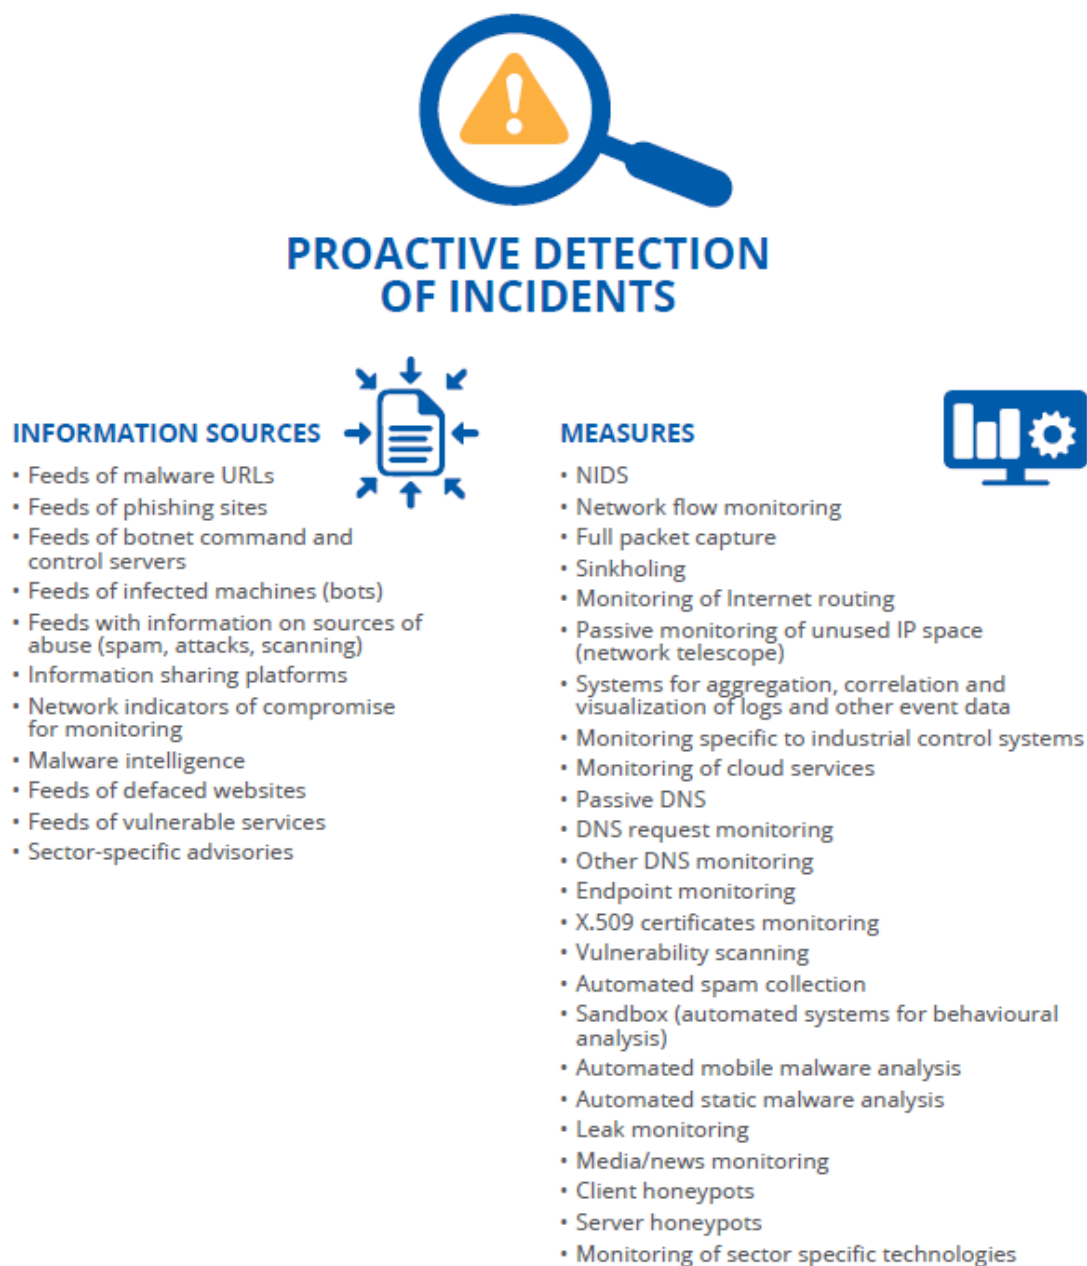 PROACTIVE DETECTION
OF INCIDENTS
INFORMATION SOURCES
• Feeds of malware URLs
• Feeds of phishing sites
• Feeds of botnet command and
control servers
• Feeds of infected machines (bots)
• Feeds with information on sources of
abuse (spam, attacks, scanning)
• Information sharing platforms
• Network indicators of compromise
for monitoring
• Malware intelligence
• Feeds of defaced websites
• Feeds of vulnerable services
• Sector-specific advisories
MEASURES
• NIDS
• Network flow monitoring
• Full packet capture
• Sinkholing
• Monitoring of Internet routing
• Passive monitoring of unused IP space
(network telescope)
• Systems for aggregation, correlation and
visualization of logs and other event data
• Monitoring specific to industrial control systems
• Monitoring of cloud services
• Passive DNS
• DNS request monitoring
• Other DNS monitoring
• Endpoint monitoring
• X.509 certificates monitoring
• Vulnerability scanning
• Automated spam collection
• Sandbox (automated systems for behavioural
analysis)
• Automated mobile malware analysis
• Automated static malware analysis
• Leak monitoring
• Media/news monitoring
• Client honeypots
• Server honeypots
• Monitoring of sector specific technologies